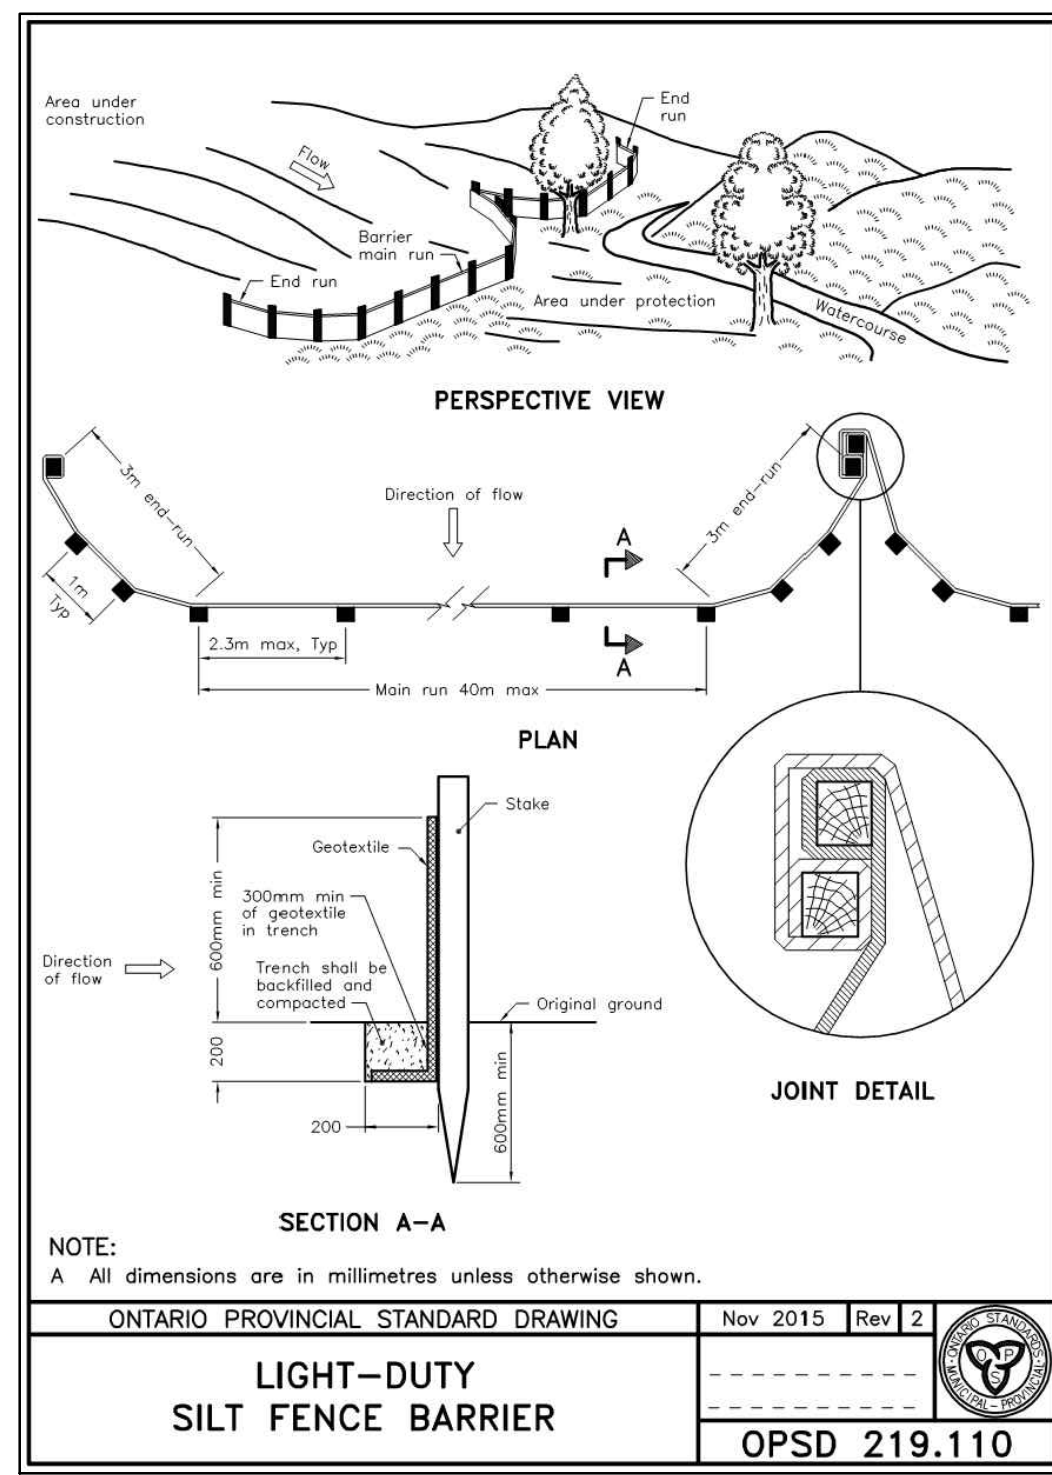 Area under
construction
End
run
Flow
Barrier
main run
End run
Area under protection
Watercourse
PERSPECTIVE VIEW
3m end-run
Direction of flow
3m end-run
A
1m
Typ
2.3m max, Typ
A
Main run 40m max
PLAN
Stake
Geotextile
600mm min
300mm min
of geotextile
in trench
Direction
of flow
Trench shall be
backfilled and
compacted
Original ground
200
600mm min
200
JOINT DETAIL
SECTION A-A
NOTE:
A All dimensions are in millimetres unless otherwise shown.
ONTARIO PROVINCIAL STANDARD DRAWING
Nov 2015 Rev 2
LIGHT-DUTY
SILT FENCE BARRIER
ONTARIO STANDARDS
MUNICIPAL - PROVINCIAL
O P
S
OPSD 219.110